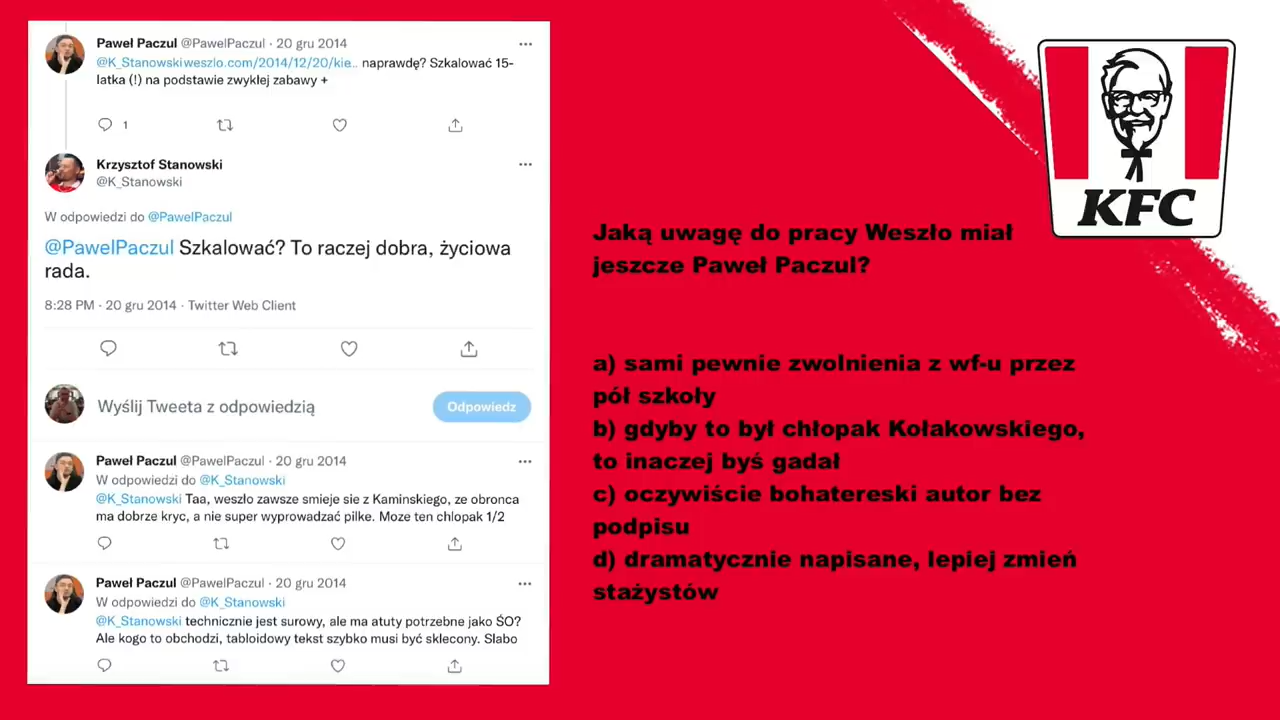 Paweł Paczul @PawelPaczul · 20 gru 2014
@K_Stanowskiweszlo.com/2014/12/20/kie... naprawdę? Szkalować 15-
latka (!) na podstawie zwykłej zabawy +
1
Krzysztof Stanowski
@K_Stanowski
W odpowiedzi do @PawelPaczul
@PawelPaczul Szkalować? To raczej dobra, życiowa
rada.
8:28 PM · 20 gru 2014 · Twitter Web Client
Wyślij Tweeta z odpowiedzią
Odpowiedz
Paweł Paczul @PawelPaczul · 20 gru 2014
W odpowiedzi do @K_Stanowski
@K_Stanowski Taa, weszło zawsze smieje sie z Kaminskiego, ze obronca
ma dobrze kryc, a nie super wyprowadzać pilke. Moze ten chlopak 1/2
Paweł Paczul @PawelPaczul · 20 gru 2014
W odpowiedzi do @K_Stanowski
@K_Stanowski technicznie jest surowy, ale ma atuty potrzebne jako ŚO?
Ale kogo to obchodzi, tabloidowy tekst szybko musi być sklecony. Slabo
KFC
Jaką uwagę do pracy Weszło miał
jeszcze Paweł Paczul?
a) sami pewnie zwolnienia z wf-u przez
pół szkoły
b) gdyby to był chłopak Kołakowskiego,
to inaczej byś gadał
c) oczywiście bohatereski autor bez
podpisu
d) dramatycznie napisane, lepiej zmień
stażystów